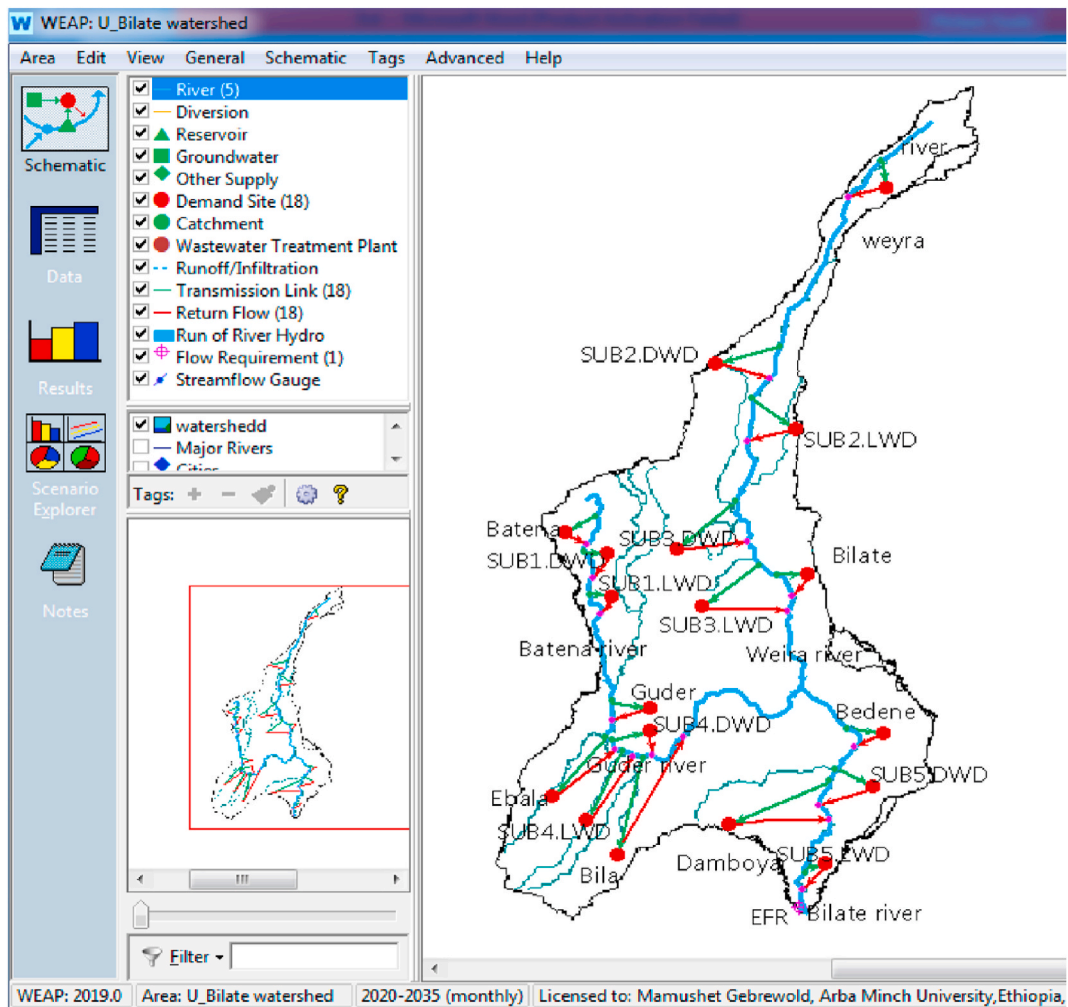 WEAP: U_Bilate watershed
Area Edit View General Schematic Tags Advanced Help
Schematic
Data
Results
Scenario
Explorer
Notes
River (5)
Diversion
Reservoir
Groundwater
Other Supply
Demand Site (18)
Catchment
Wastewater Treatment Plant
Runoff/Infiltration
Transmission Link (18)
Return Flow (18)
Run of River Hydro
Flow Requirement (1)
Streamflow Gauge
watershedd
Major Rivers
Cities
Tags:
Filter
river
weyra
SUB2.DWD
SUB2.LWD
Batena
SUB3.DWD
SUB1.DWD
Bilate
SUB1.LWD
SUB3.LWD
Batena river
Weira river
Guder
SUB4.DWD
Bedene
Guder river
SUB5.DWD
Ebala
SUB4.LWD
Bila
Damboya
SUB5.LWD
EFR
Bilate river
WEAP: 2019.0 Area: U_Bilate watershed 2020-2035 (monthly) Licensed to: Mamushet Gebrewold, Arba Minch University,Ethiopia,